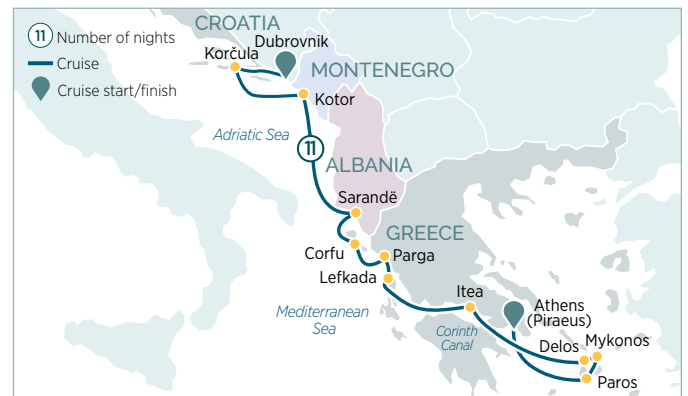 CROATIA
11 Number of nights
Dubrovnik
Korčula
Cruise
MONTENEGRO
Cruise start/finish
Kotor
Adriatic Sea
11
ALBANIA
Sarandë
GREECE
Corfu
Parga
Lefkada
Itea
Athens
(Piraeus)
Mediterranean
Sea
Corinth
Canal
Delos
Mykonos
Paros